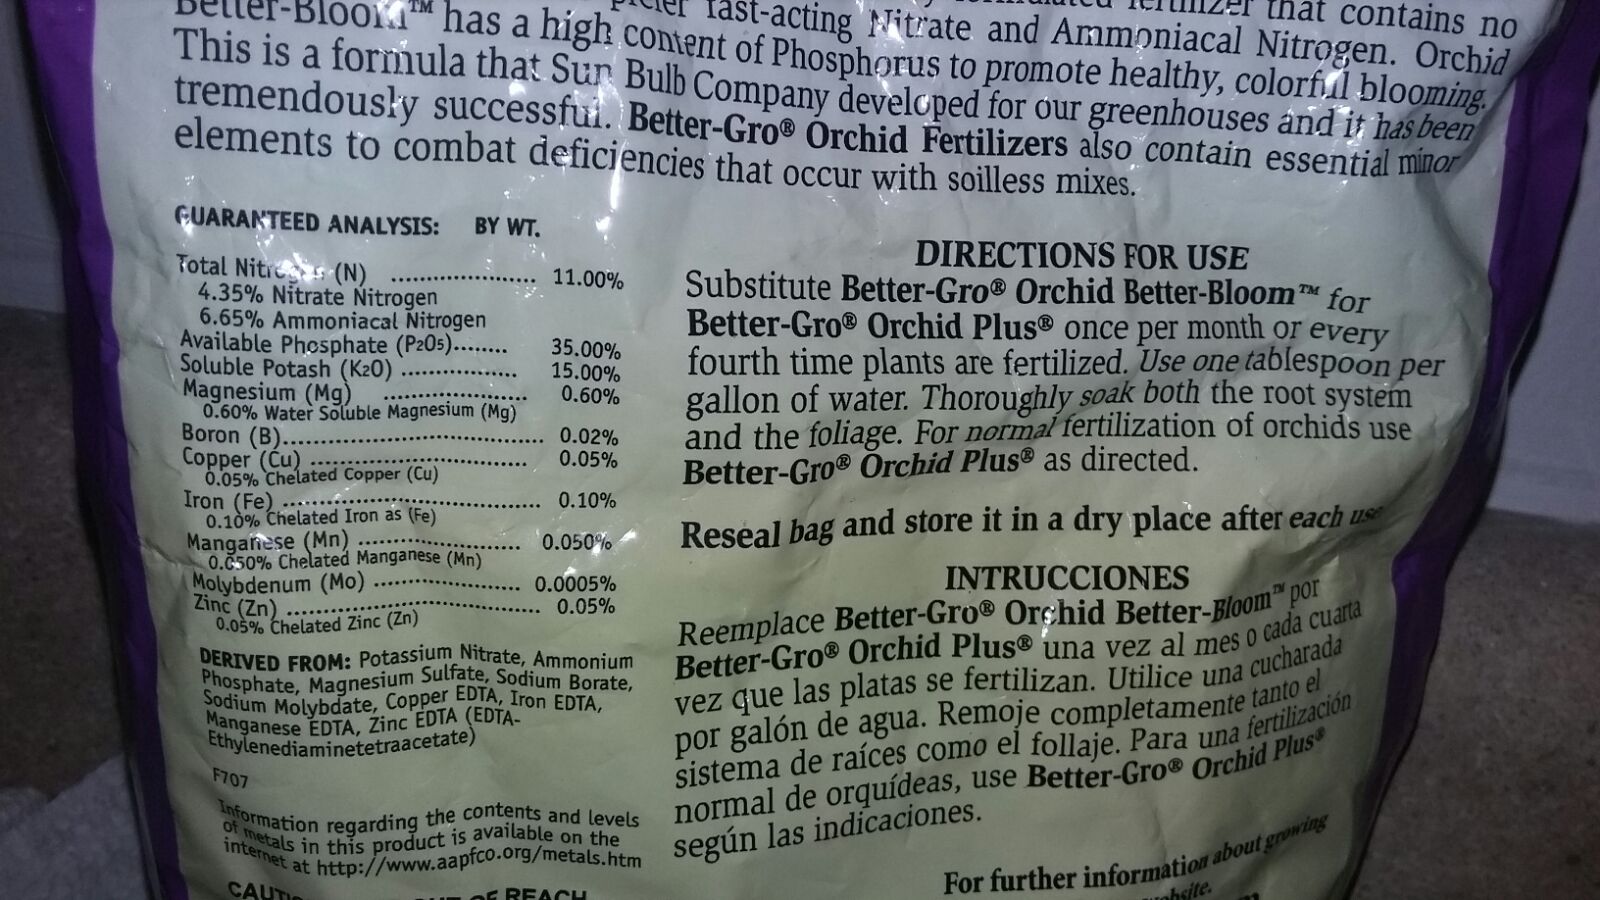 Better-Bloom™ has a high content of Phosphorus to promote healthy, colorful blooming.
fast-acting Nitrate and Ammoniacal Nitrogen. Orchid
fertilizer that contains no
This is a formula that Sun Bulb Company developed for our greenhouses and it has been
tremendously successful. Better-Gro® Orchid Fertilizers also contain essential minor
elements to combat deficiencies that occur with soilless mixes.
GUARANTEED ANALYSIS: BY WT.
Total Nitrogen (N) .................... 11.00%
4.35% Nitrate Nitrogen
6.65% Ammoniacal Nitrogen
Available Phosphate (P2O5)........ 35.00%
Soluble Potash (K2O) ................ 15.00%
Magnesium (Mg) .................... 0.60%
0.60% Water Soluble Magnesium (Mg)
Boron (B)..................................... 0.02%
Copper (Cu) .............................. 0.05%
0.05% Chelated Copper (Cu)
Iron (Fe) .................................... 0.10%
0.10% Chelated Iron as (Fe)
Manganese (Mn) ...................... 0.050%
0.050% Chelated Manganese (Mn)
Molybdenum (Mo) .................... 0.0005%
Zinc (Zn) .................................... 0.05%
0.05% Chelated Zinc (Zn)
DERIVED FROM: Potassium Nitrate, Ammonium
Phosphate, Magnesium Sulfate, Sodium Borate,
Sodium Molybdate, Copper EDTA, Iron EDTA,
Manganese EDTA, Zinc EDTA (EDTA-
Ethylenediaminetetraacetate)
F707
Information regarding the contents and levels
of metals in this product is available on the
internet at http://www.aapfco.org/metals.htm
OF REACH
DIRECTIONS FOR USE
Substitute Better-Gro® Orchid Better-Bloom™ for
Better-Gro® Orchid Plus® once per month or every
fourth time plants are fertilized. Use one tablespoon per
gallon of water. Thoroughly soak both the root system
and the foliage. For normal fertilization of orchids use
Better-Gro® Orchid Plus® as directed.
Reseal bag and store it in a dry place after each use
INTRUCCIONES
Reemplace Better-Gro® Orchid Better-Bloom™ por
Better-Gro® Orchid Plus® una vez al mes o cada cuarta
vez que las platas se fertilizan. Utilice una cucharada
por galón de agua. Remoje completamente tanto el
sistema de raíces como el follaje. Para una fertilización
normal de orquídeas, use Better-Gro® Orchid Plus®
según las indicaciones.
For further information about growing